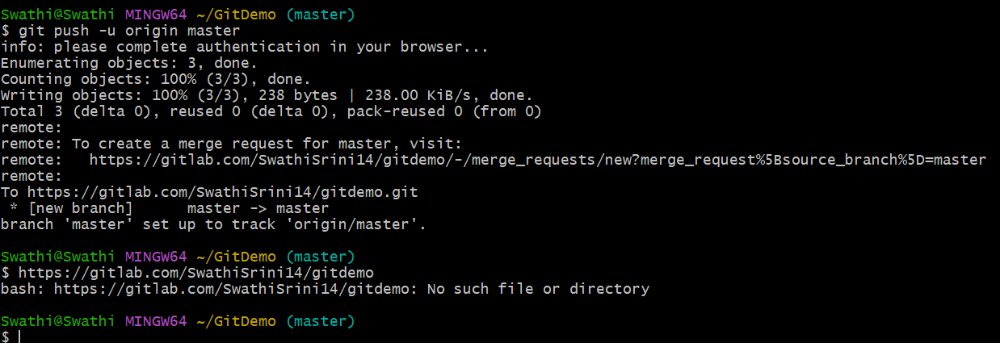 Swathi@Swathi MINGW64 ~/GitDemo (master)
$ git push -u origin master
info: please complete authentication in your browser...
Enumerating objects: 3, done.
Counting objects: 100% (3/3), done.
Writing objects: 100% (3/3), 238 bytes | 238.00 KiB/s, done.
Total 3 (delta 0), reused 0 (delta 0), pack-reused 0 (from 0)
remote:
remote: To create a merge request for master, visit:
remote:   https://gitlab.com/SwathiSrini14/gitdemo/-/merge_requests/new?merge_request%5Bsource_branch%5D=master
remote:
To https://gitlab.com/SwathiSrini14/gitdemo.git
 * [new branch]      master -> master
branch 'master' set up to track 'origin/master'.
Swathi@Swathi MINGW64 ~/GitDemo (master)
$ https://gitlab.com/SwathiSrini14/gitdemo
bash: https://gitlab.com/SwathiSrini14/gitdemo: No such file or directory
Swathi@Swathi MINGW64 ~/GitDemo (master)
$